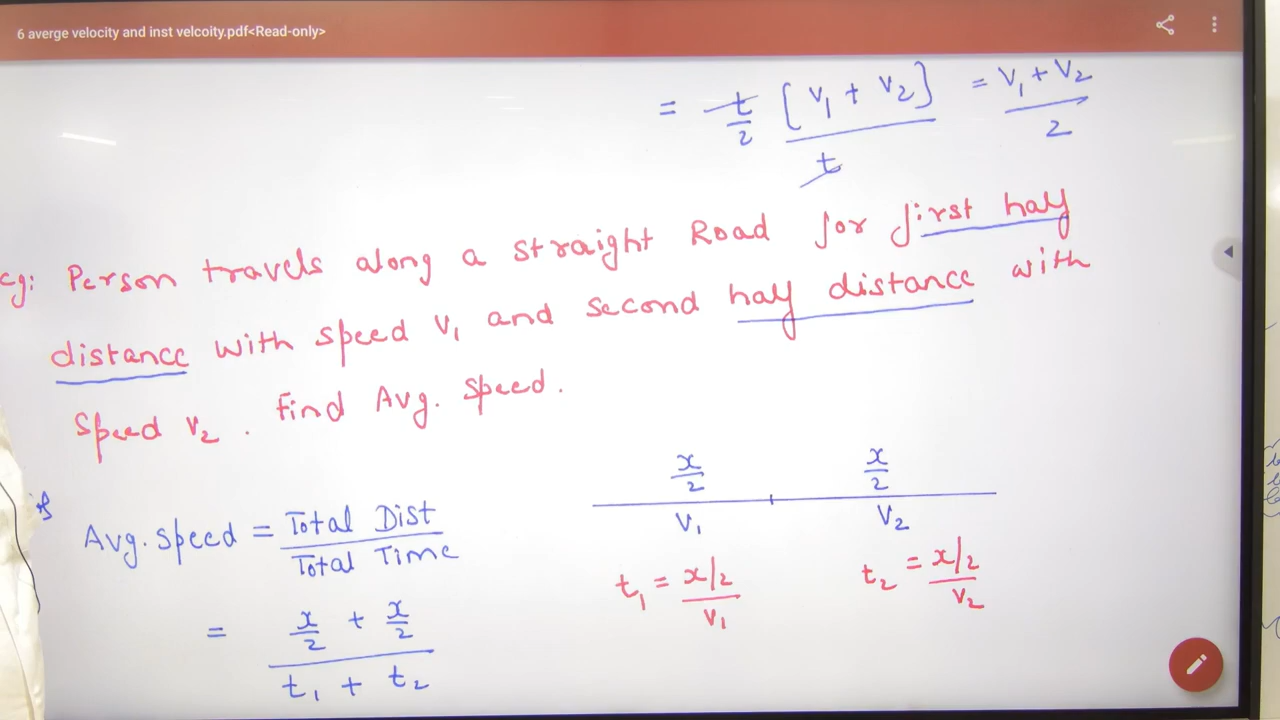 6 averge velocity and inst velcoity.pdf<Read-only>
= t/2 [v1 + v2] / t = v1 + v2 / 2
eg: Person travels along a straight Road for first half
distance with speed v1 and second half distance with
speed v2 . find Avg. speed.
x/2 x/2
v1 v2
Avg. speed = Total Dist / Total Time
t1 = x/2 / v1 t2 = x/2 / v2
= x/2 + x/2 / t1 + t2